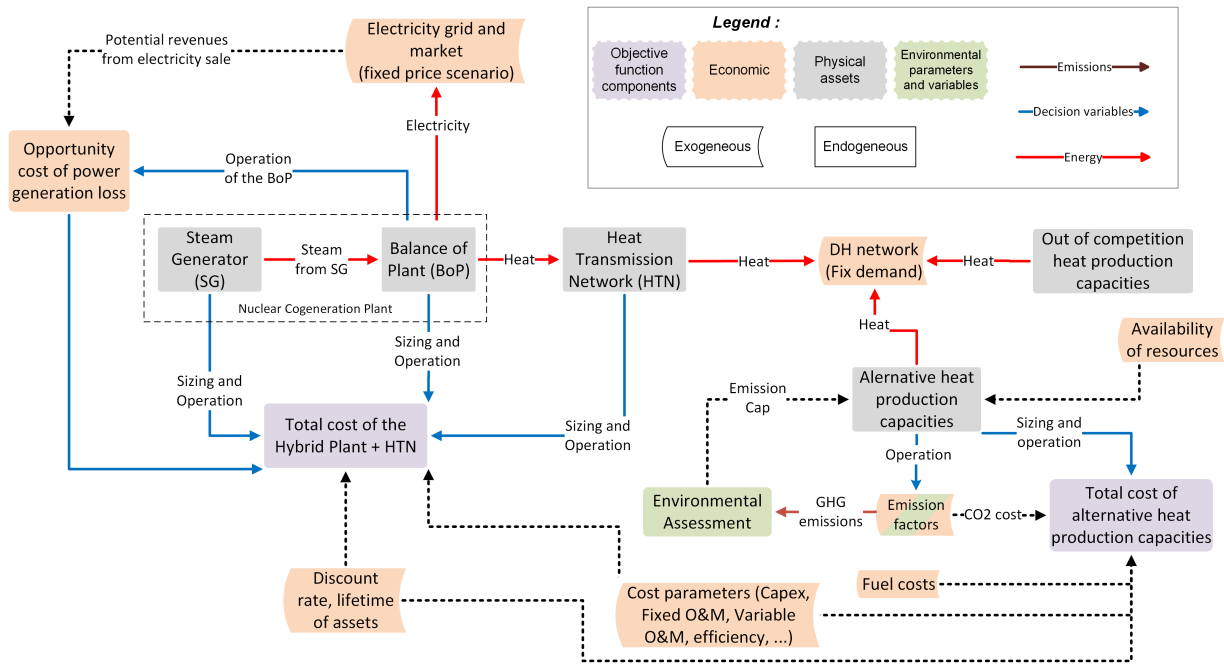 Legend :
Objective
function
components
Economic
Physical
assets
Environmental
parameters
and variables
Exogeneous
Endogeneous
Emissions
Decision variables
Energy
Potential revenues
from electricity sale
Electricity grid and
market
(fixed price scenario)
Electricity
Opportunity
cost of power
generation loss
Operation
of the BoP
Steam
Generator
(SG)
Steam
from SG
Balance of
Plant (BoP)
Nuclear Cogeneration Plant
Heat
Heat
Transmission
Network (HTN)
Heat
DH network
(Fix demand)
Heat
Out of competition
heat production
capacities
Heat
Availability
of resources
Sizing and
Operation
Sizing and
Operation
Sizing and
Operation
Total cost of the
Hybrid Plant + HTN
Emission
Cap
Alernative heat
production
capacities
Sizing and
operation
Operation
Environmental
Assessment
GHG
emissions
Emission
factors
CO2 cost
Total cost of
alternative heat
production capacities
Discount
rate, lifetime
of assets
Cost parameters (Capex,
Fixed O&M, Variable
O&M, efficiency, ...)
Fuel costs